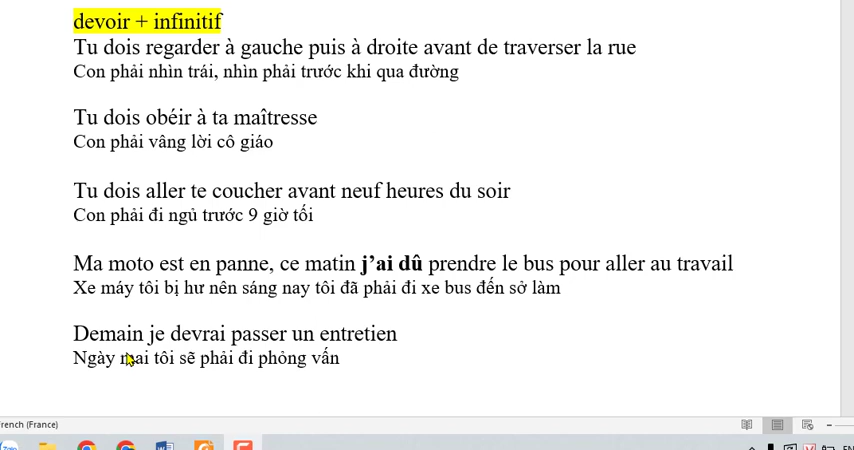 devoir + infinitif
Tu dois regarder à gauche puis à droite avant de traverser la rue
Con phải nhìn trái, nhìn phải trước khi qua đường
Tu dois obéir à ta maîtresse
Con phải vâng lời cô giáo
Tu dois aller te coucher avant neuf heures du soir
Con phải đi ngủ trước 9 giờ tối
Ma moto est en panne, ce matin j'ai dû prendre le bus pour aller au travail
Xe máy tôi bị hư nên sáng nay tôi đã phải đi xe bus đến sở làm
Demain je devrai passer un entretien
Ngày mai tôi sẽ phải đi phỏng vấn
rench (France)
Zalo
EN